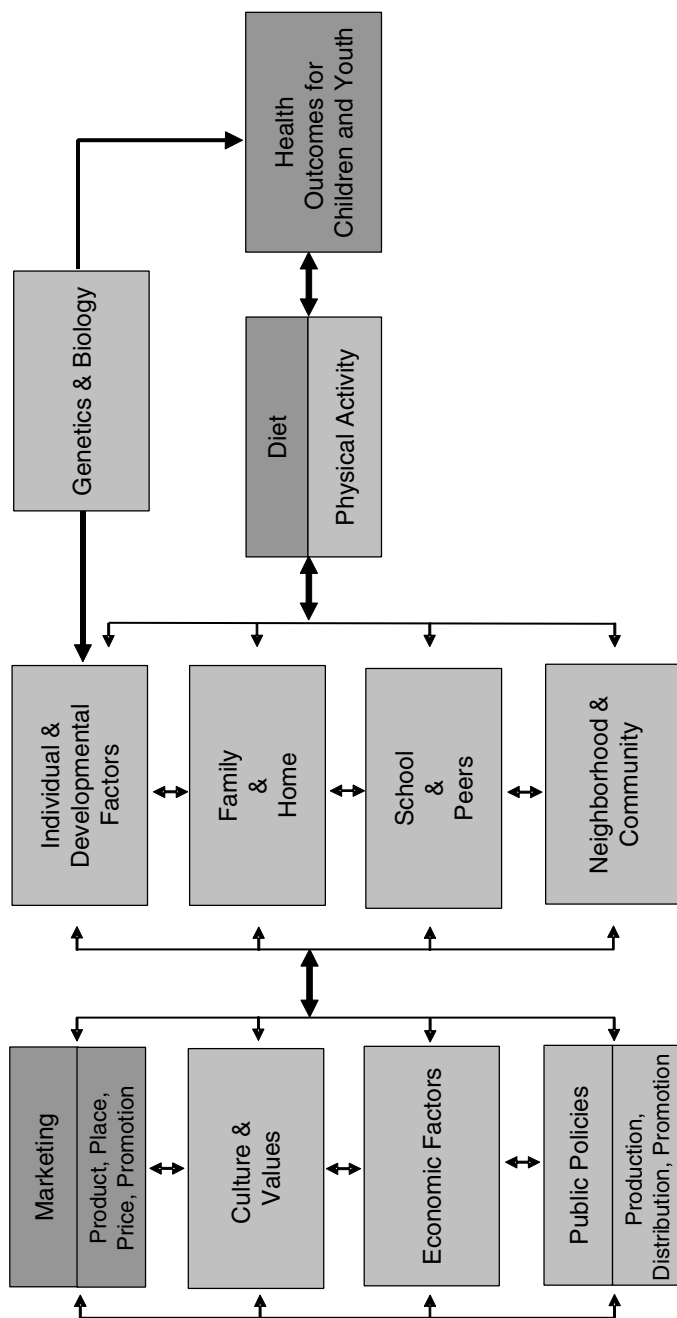 Marketing
Product, Place,
Price, Promotion
Culture &
Values
Economic Factors
Public Policies
Production,
Distribution, Promotion
Individual &
Developmental
Factors
Family
&
Home
School
&
Peers
Neighborhood &
Community
Genetics & Biology
Diet
Physical Activity
Health
Outcomes for
Children and Youth